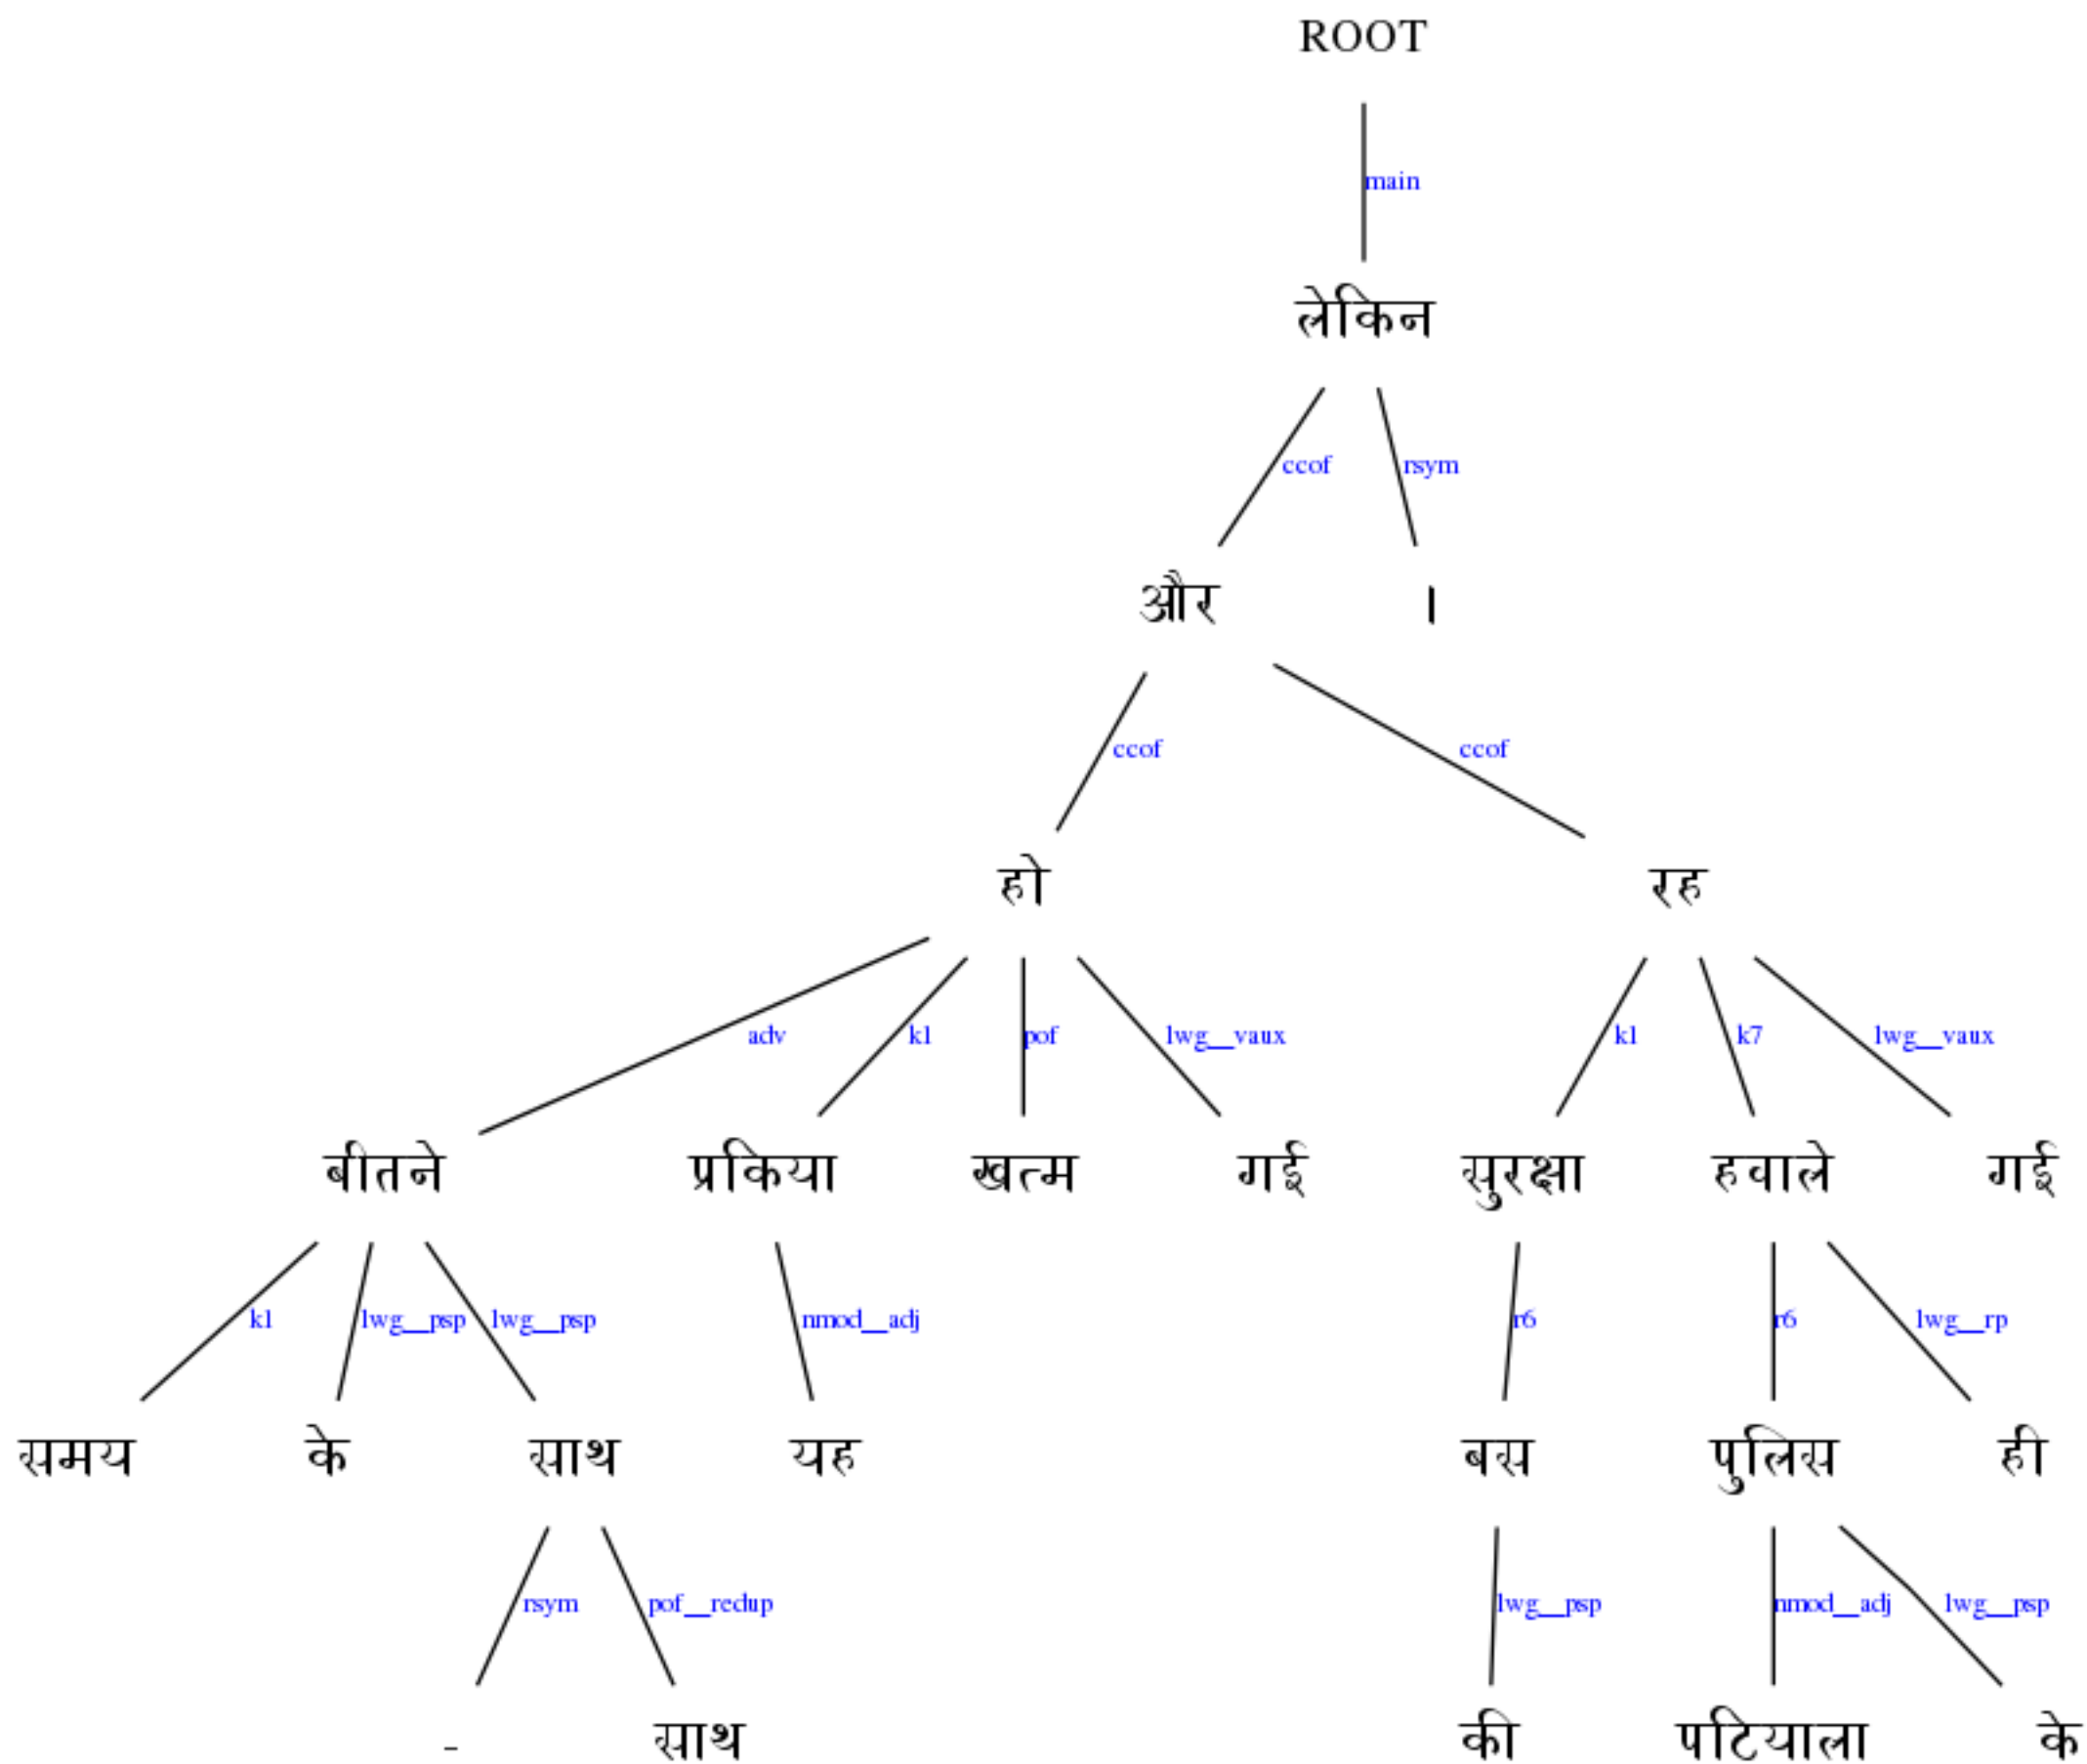 ROOT
main
लेकिन
ccof rsym
और ।
ccof ccof
हो रह
adv k1 pof lwg__vaux k1 k7 lwg__vaux
बीतने प्रकिया खत्म गई सुरक्षा हवाले गई
k1 lwg__psp lwg__psp nmod__adj r6 r6 lwg__rp
समय के साथ यह बस पुलिस ही
rsym pof__redup lwg__psp nmod__adj lwg__psp
- साथ की पटियाला के